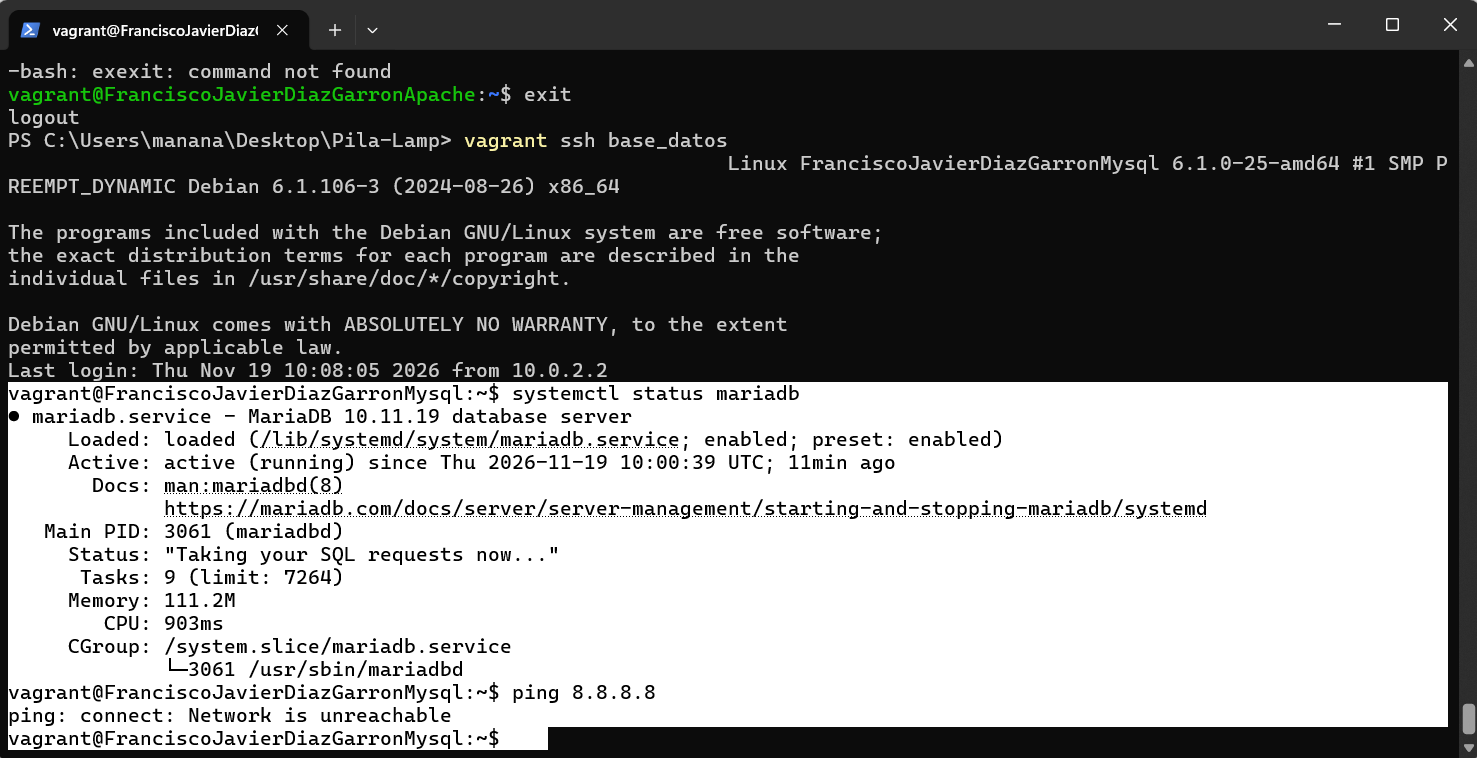 vagrant@FranciscoJavierDiazG
-bash: exexit: command not found
vagrant@FranciscoJavierDiazGarronApache:~$ exit
logout
PS C:\Users\manana\Desktop\Pila-Lamp> vagrant ssh base_datos
Linux FranciscoJavierDiazGarronMysql 6.1.0-25-amd64 #1 SMP P
REEMPT_DYNAMIC Debian 6.1.106-3 (2024-08-26) x86_64
The programs included with the Debian GNU/Linux system are free software;
the exact distribution terms for each program are described in the
individual files in /usr/share/doc/*/copyright.
Debian GNU/Linux comes with ABSOLUTELY NO WARRANTY, to the extent
permitted by applicable law.
Last login: Thu Nov 19 10:08:05 2026 from 10.0.2.2
vagrant@FranciscoJavierDiazGarronMysql:~$ systemctl status mariadb
● mariadb.service - MariaDB 10.11.19 database server
Loaded: loaded (/lib/systemd/system/mariadb.service; enabled; preset: enabled)
Active: active (running) since Thu 2026-11-19 10:00:39 UTC; 11min ago
Docs: man:mariadbd(8)
https://mariadb.com/docs/server/server-management/starting-and-stopping-mariadb/systemd
Main PID: 3061 (mariadbd)
Status: "Taking your SQL requests now..."
Tasks: 9 (limit: 7264)
Memory: 111.2M
CPU: 903ms
CGroup: /system.slice/mariadb.service
└─3061 /usr/sbin/mariadbd
vagrant@FranciscoJavierDiazGarronMysql:~$ ping 8.8.8.8
ping: connect: Network is unreachable
vagrant@FranciscoJavierDiazGarronMysql:~$